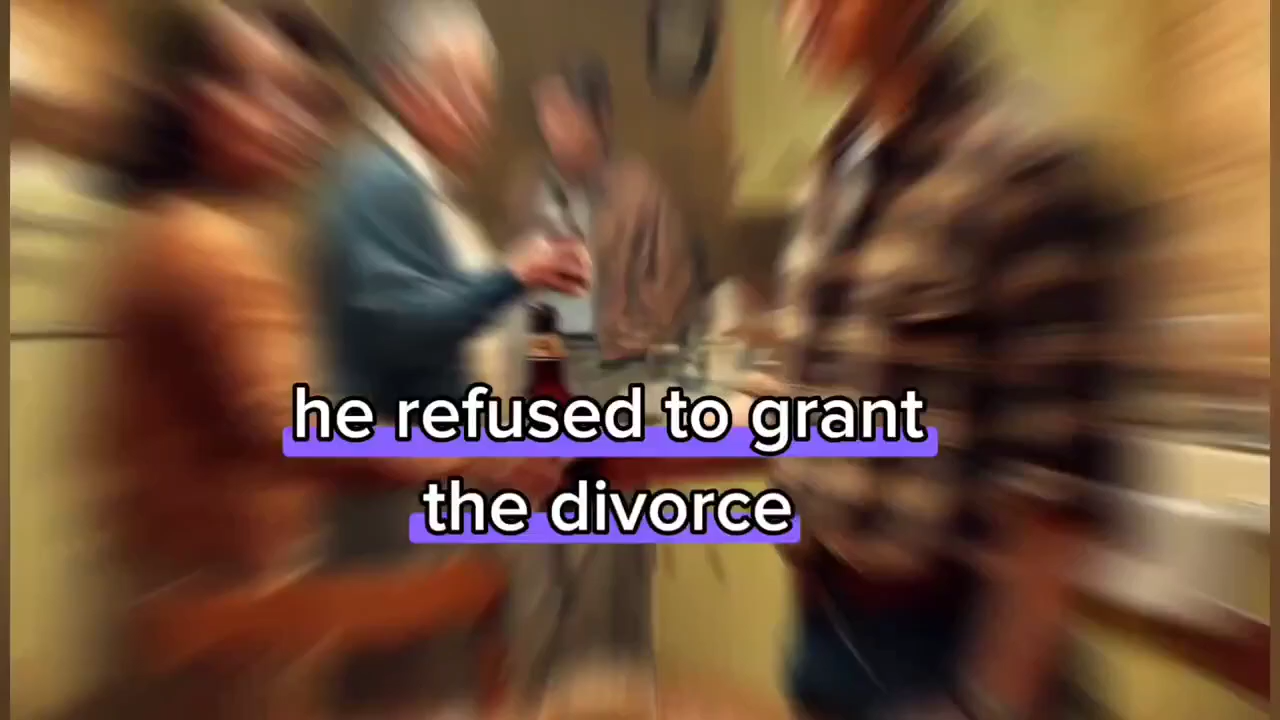 he refused to grant
the divorce